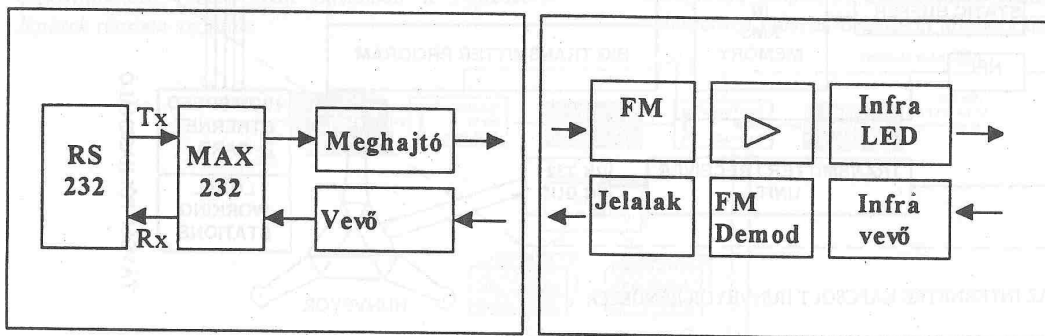 RS
232
Tx
Rx
MAX
232
Meghajtó
Vevő
FM
Infra
LED
Jelalak
FM
Demod
Infra
vevő